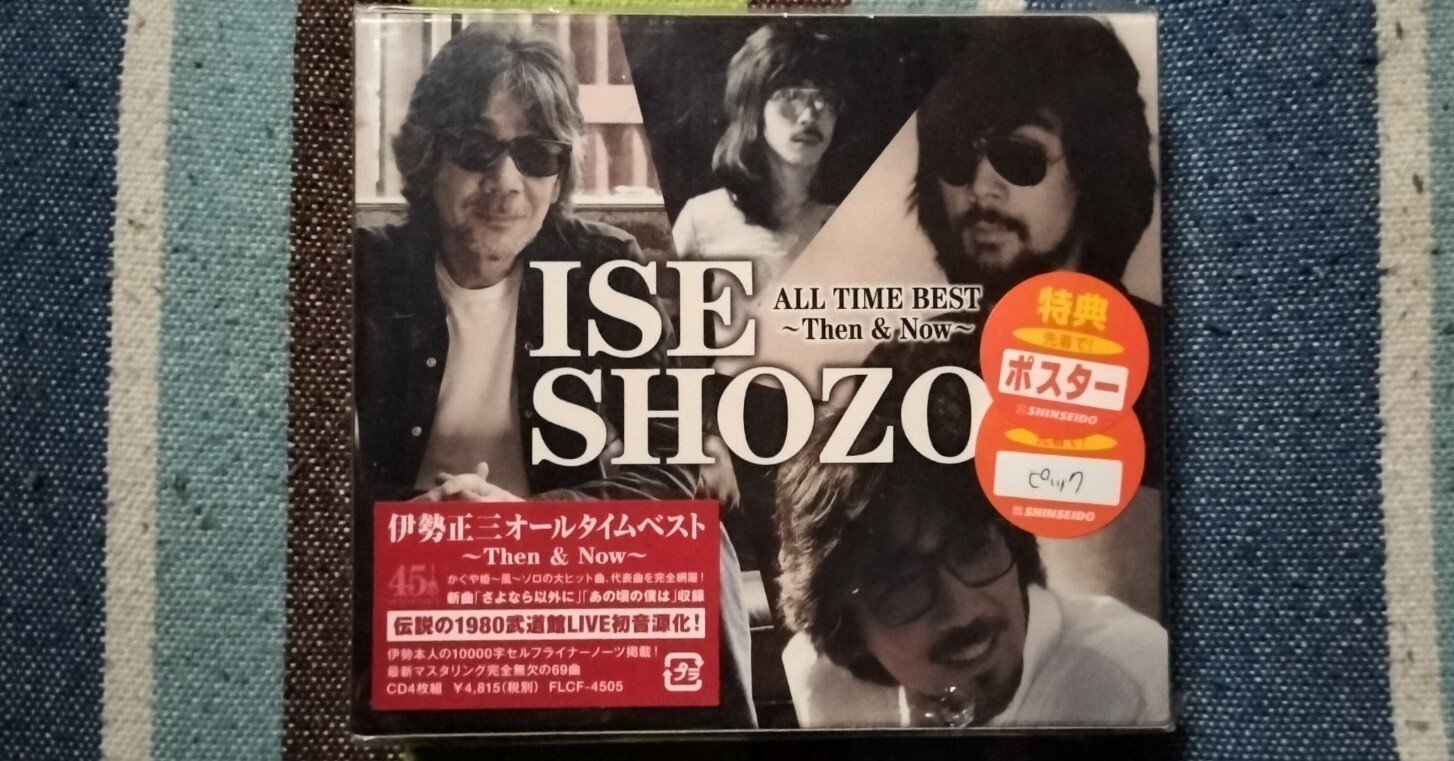 ISE
SHOZO
ALL TIME BEST
~Then & Now~
特典
先着で!
ポスター
SHINSEIDO
先着で!
ピック
SHINSEIDO
伊勢正三オールタイムベスト
~Then & Now~
45
かぐや姫~風~ソロの大ヒット曲、代表曲を完全網羅!
新曲「さよなら以外に」「あの頃の僕は」収録
伝説の1980武道館LIVE初音源化!
伊勢本人の10000字セルフライナーノーツ掲載!
最新マスタリング完全無欠の69曲
CD4枚組 ¥4,815(税別) FLCF-4505
プラ